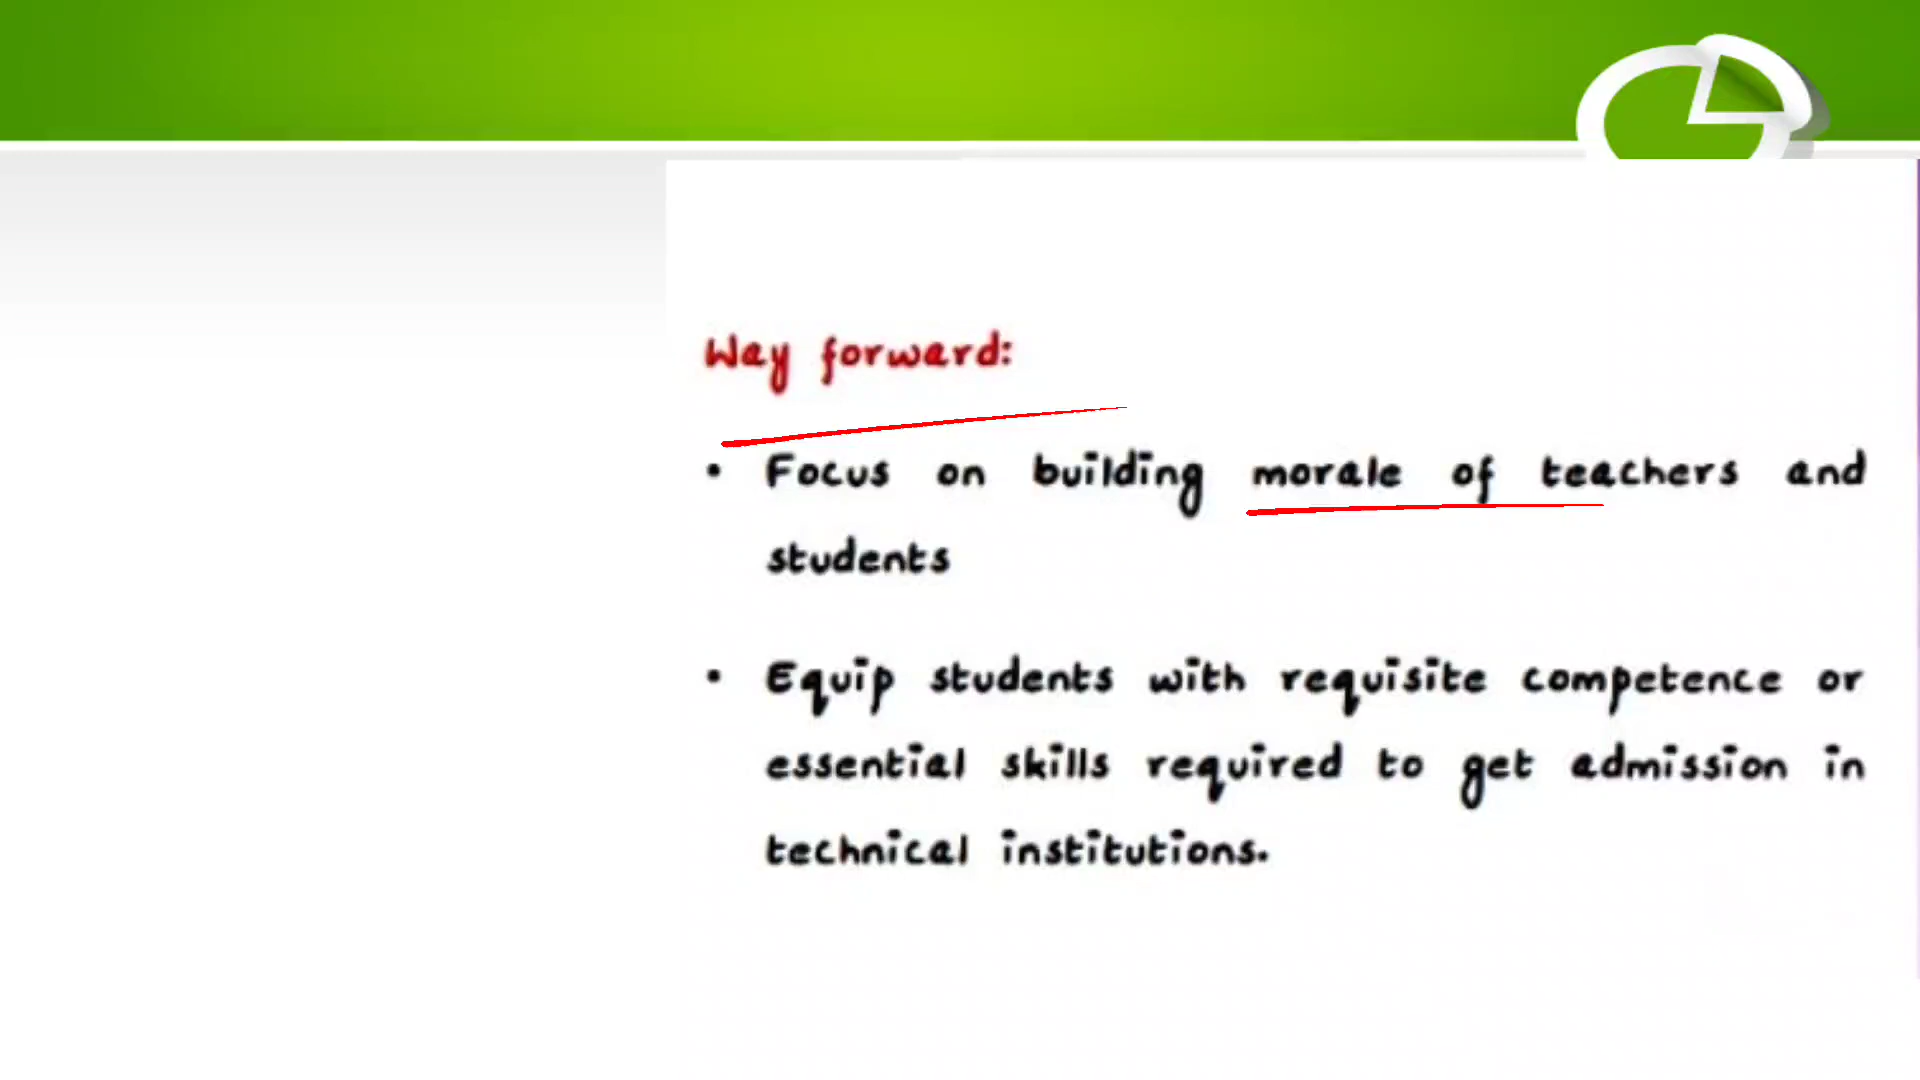 Way forward:
• Focus on building morale of teachers and
students
• Equip students with requisite competence or
essential skills required to get admission in
technical institutions.